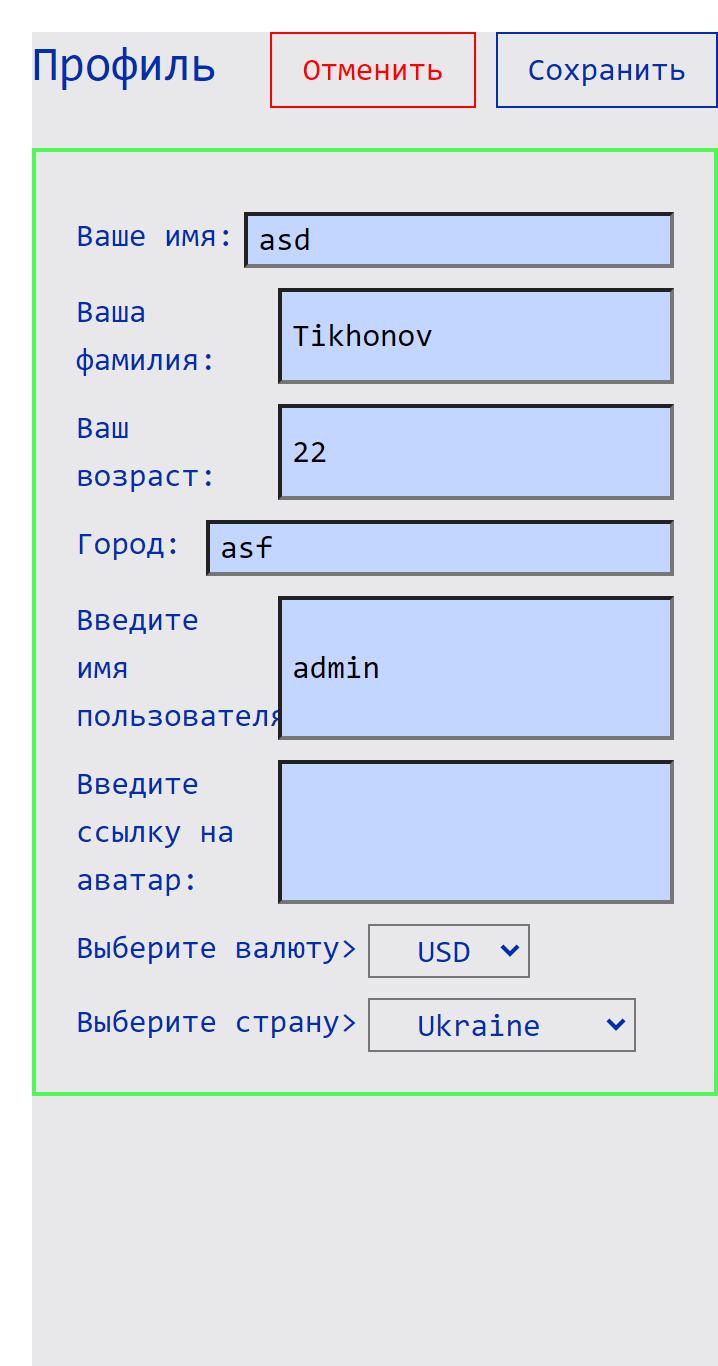 Профиль
Отменить
Сохранить
Ваше имя:
asd
Ваша
фамилия:
Tikhonov
Ваш
возраст:
22
Город:
asf
Введите
имя
пользователя
admin
Введите
ссылку на
аватар:
Выберите валюту>
USD
Выберите страну>
Ukraine